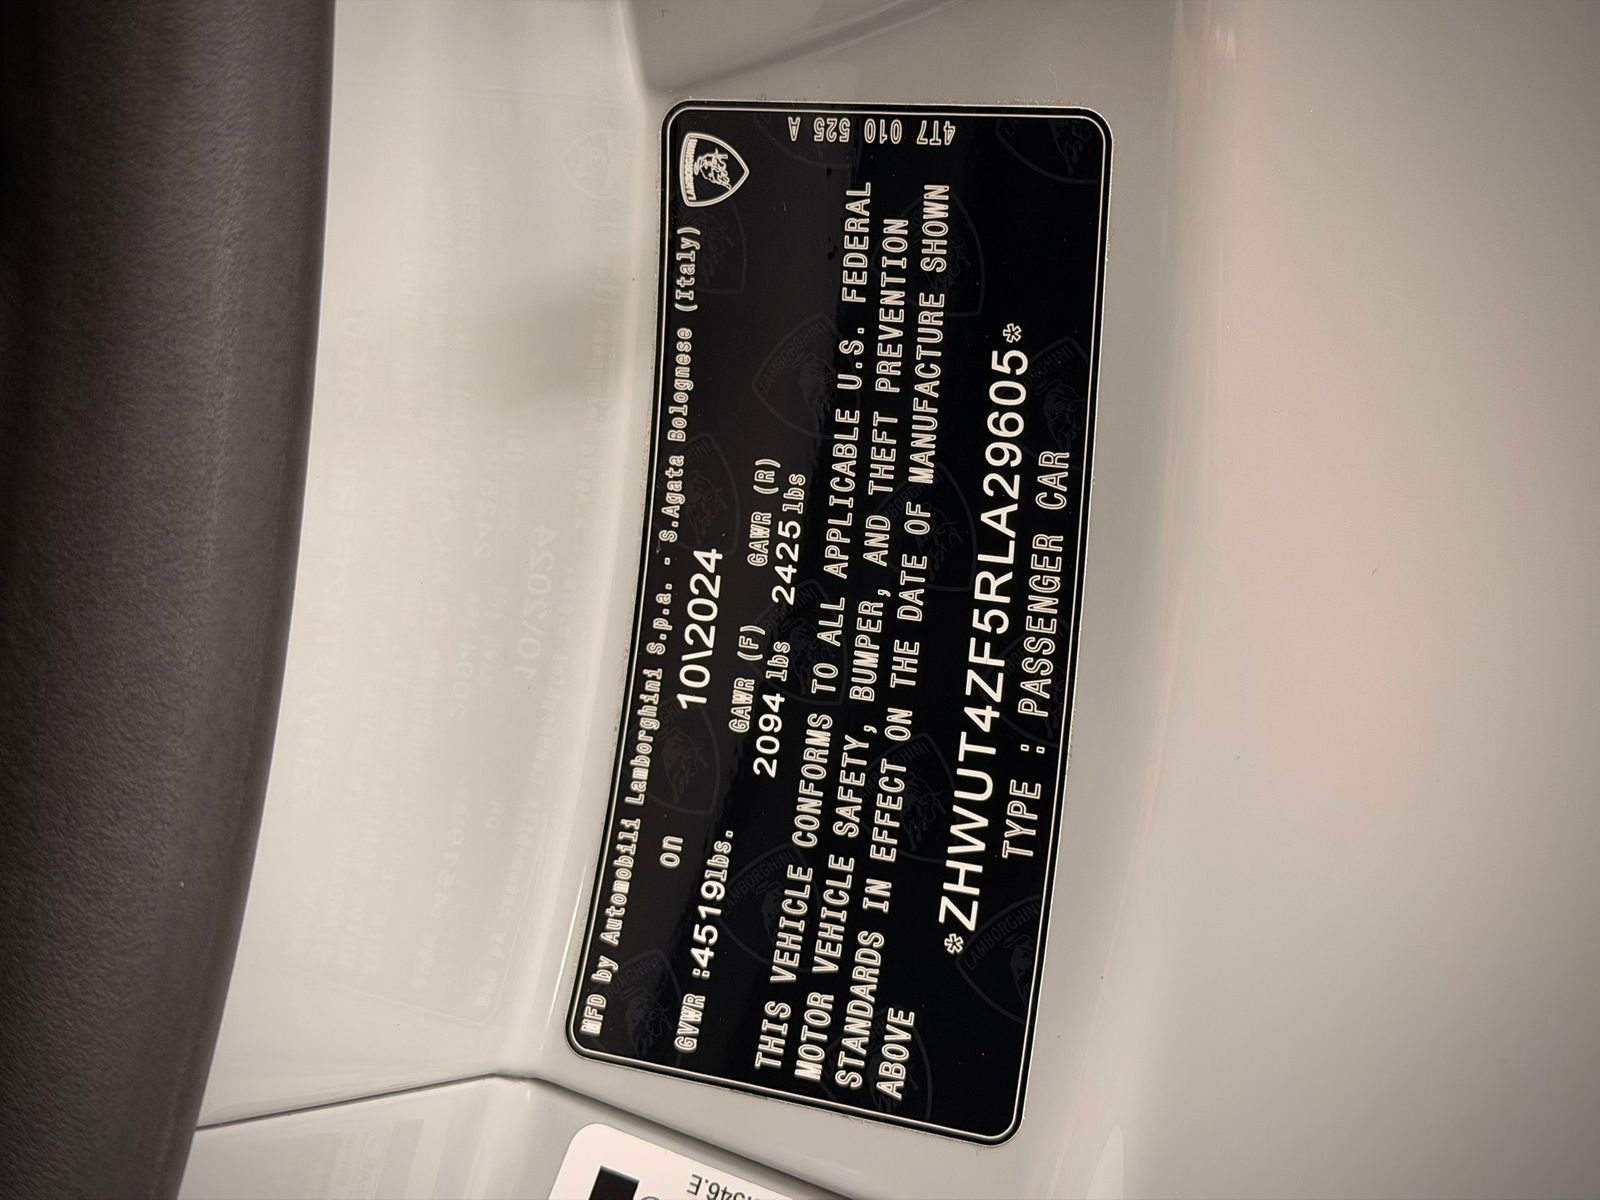 LAMBORGHINI
4T7 010 525 A
MFD by Automobili Lamborghini S.p.a. - S.Agata Bolognese (Italy)
on 10\2024
GVWR :4519lbs. GAWR (F) GAWR (R)
2094 lbs 2425lbs
THIS VEHICLE CONFORMS TO ALL APPLICABLE U.S. FEDERAL
MOTOR VEHICLE SAFETY, BUMPER, AND THEFT PREVENTION
STANDARDS IN EFFECT ON THE DATE OF MANUFACTURE SHOWN
ABOVE
*ZHWUT4ZF5RLA29605*
TYPE : PASSENGER CAR